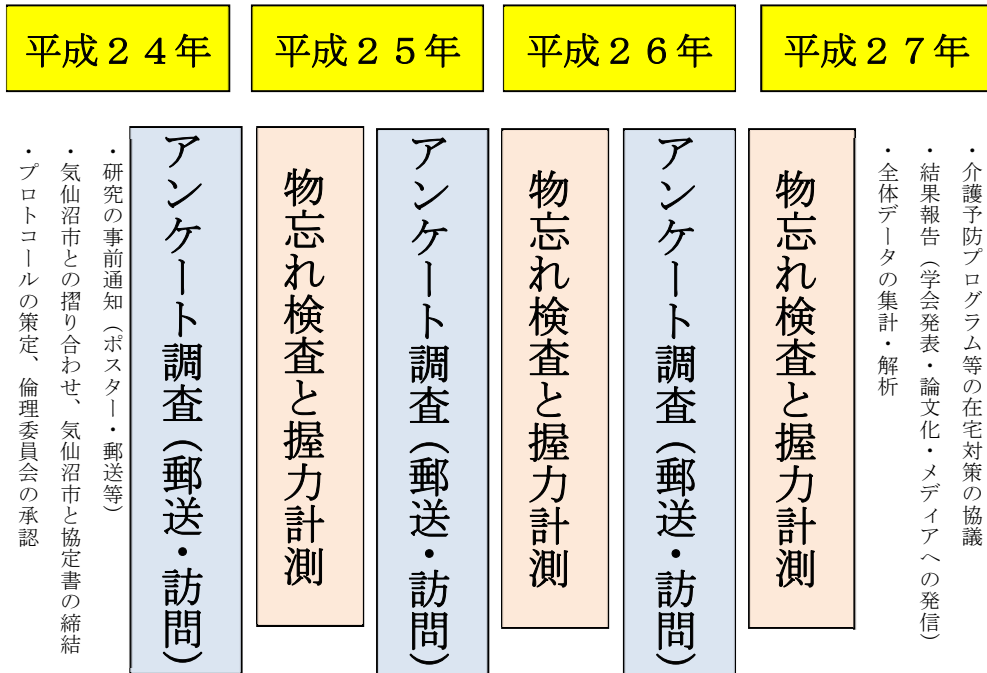 平成２４年
平成２５年
平成２６年
平成２７年
・プロトコールの策定、倫理委員会の承認
・気仙沼市との摺り合わせ、気仙沼市と協定書の締結
・研究の事前通知（ポスター・郵送等）
アンケート調査（郵送・訪問）
物忘れ検査と握力計測
アンケート調査（郵送・訪問）
物忘れ検査と握力計測
アンケート調査（郵送・訪問）
物忘れ検査と握力計測
・全体データの集計・解析
・結果報告（学会発表・論文化・メディアへの発信）
・介護予防プログラム等の在宅対策の協議